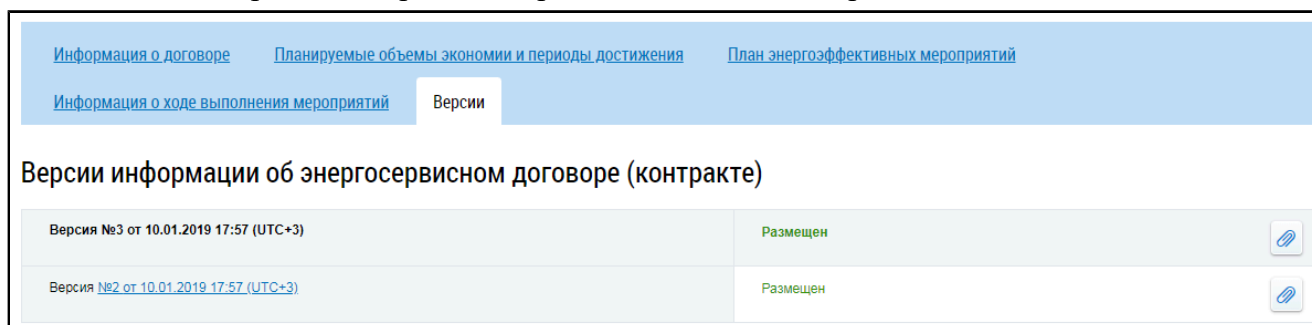 Информация о договоре Планируемые объемы экономии и периоды достижения План энергоэффективных мероприятий
Информация о ходе выполнения мероприятий Версии
Версии информации об энергосервисном договоре (контракте)
Версия №3 от 10.01.2019 17:57 (UTC+3) Размещен
Версия №2 от 10.01.2019 17:57 (UTC+3) Размещен